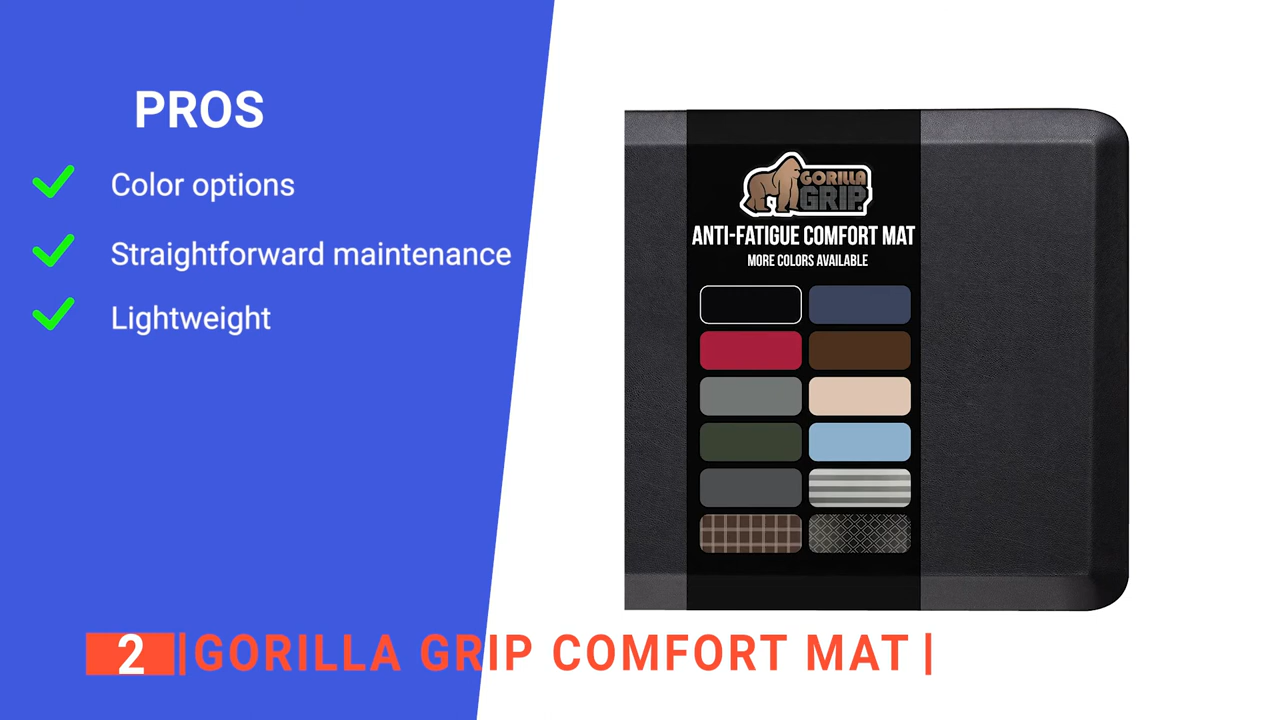 PROS
Color options
Straightforward maintenance
Lightweight
GORILLA
GRIP
ANTI-FATIGUE COMFORT MAT
MORE COLORS AVAILABLE
2 | GORILLA GRIP COMFORT MAT |